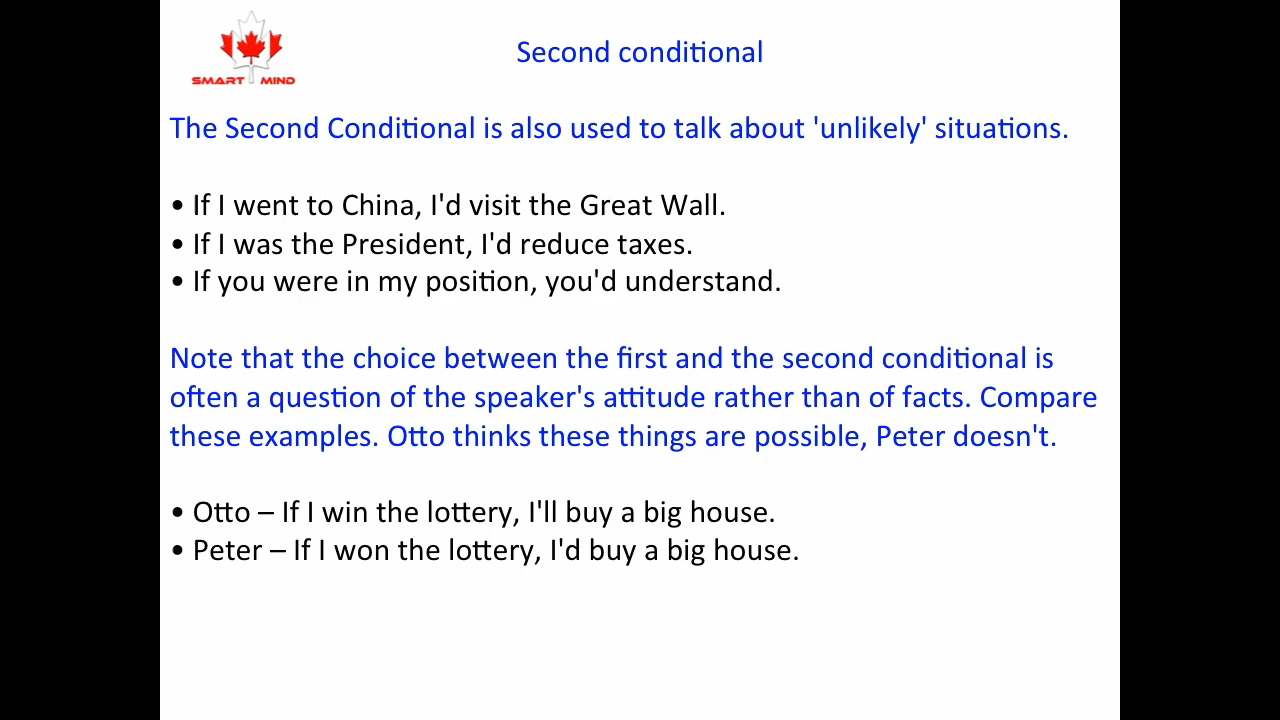 SMART MIND
Second conditional
The Second Conditional is also used to talk about 'unlikely' situations.
• If I went to China, I'd visit the Great Wall.
• If I was the President, I'd reduce taxes.
• If you were in my position, you'd understand.
Note that the choice between the first and the second conditional is
often a question of the speaker's attitude rather than of facts. Compare
these examples. Otto thinks these things are possible, Peter doesn't.
• Otto – If I win the lottery, I'll buy a big house.
• Peter – If I won the lottery, I'd buy a big house.